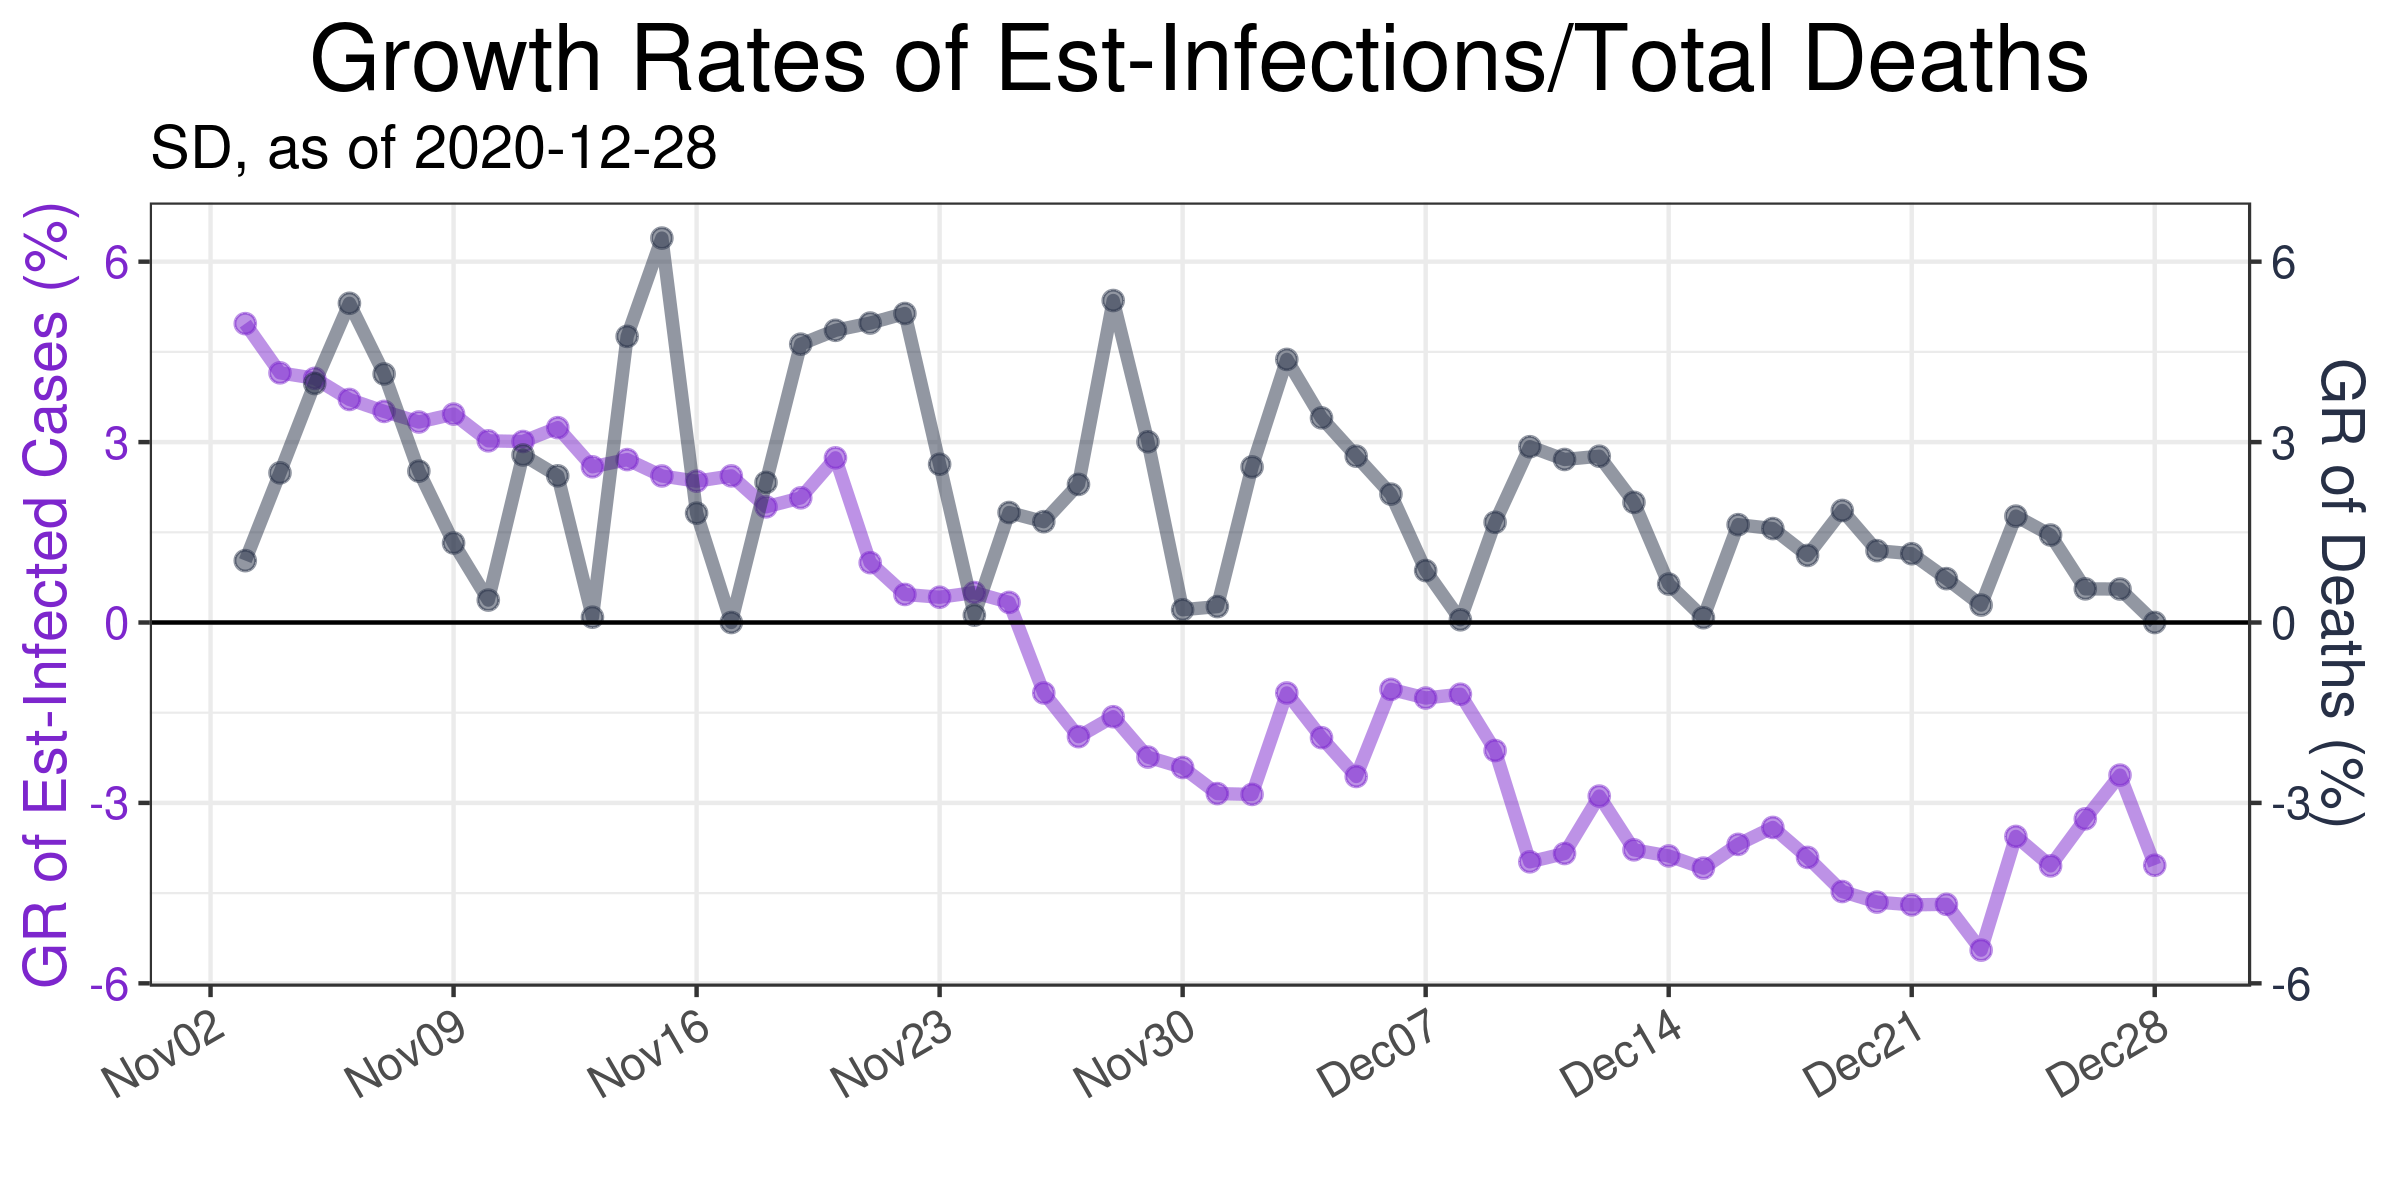 Growth Rates of Est-Infections/Total Deaths
SD, as of 2020-12-28
GR of Est-Infected Cases (%)
6
3
0
-3
-6
6
3
0
-3
-6
GR of Deaths (%)
Nov02
Nov09
Nov16
Nov23
Nov30
Dec07
Dec14
Dec21
Dec28